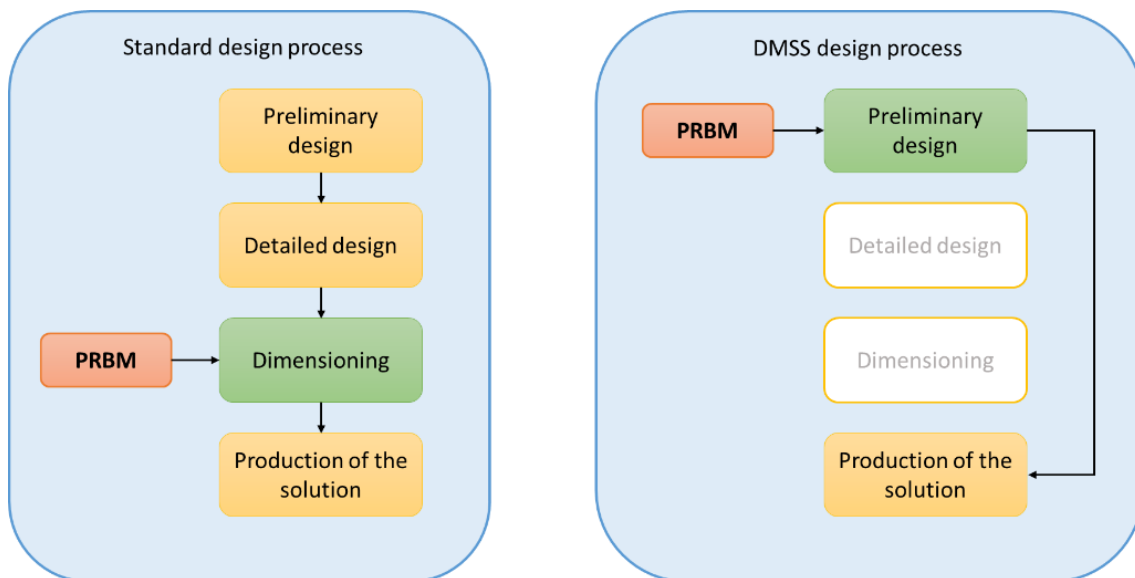 Standard design process
Preliminary
design
Detailed design
PRBM
Dimensioning
Production of the
solution
DMSS design process
PRBM
Preliminary
design
Detailed design
Dimensioning
Production of the
solution